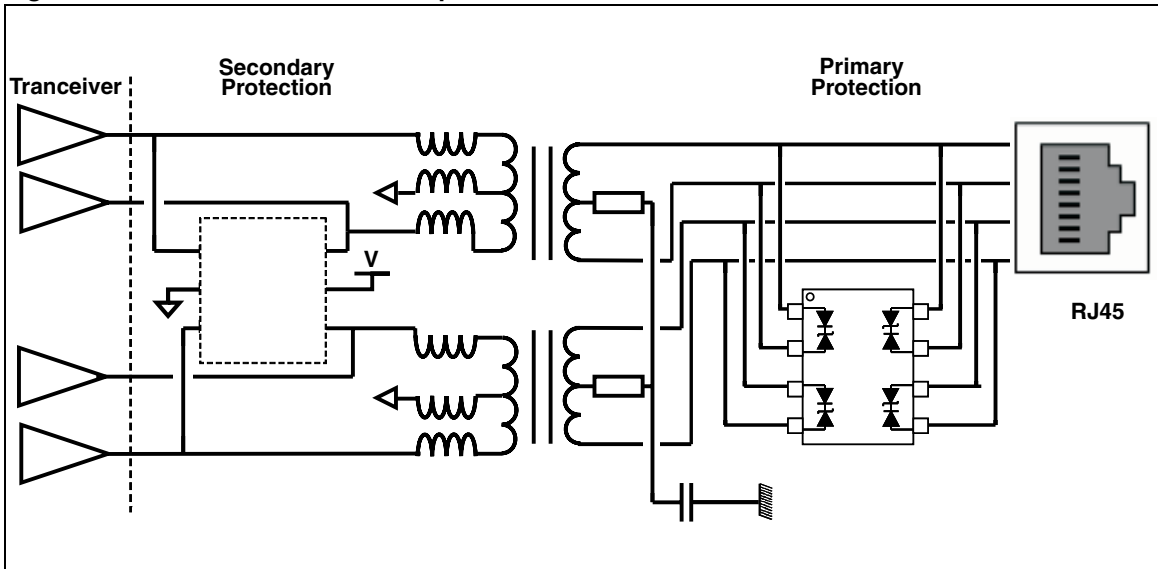 Tranceiver
Secondary
Protection
Primary
Protection
V
RJ45